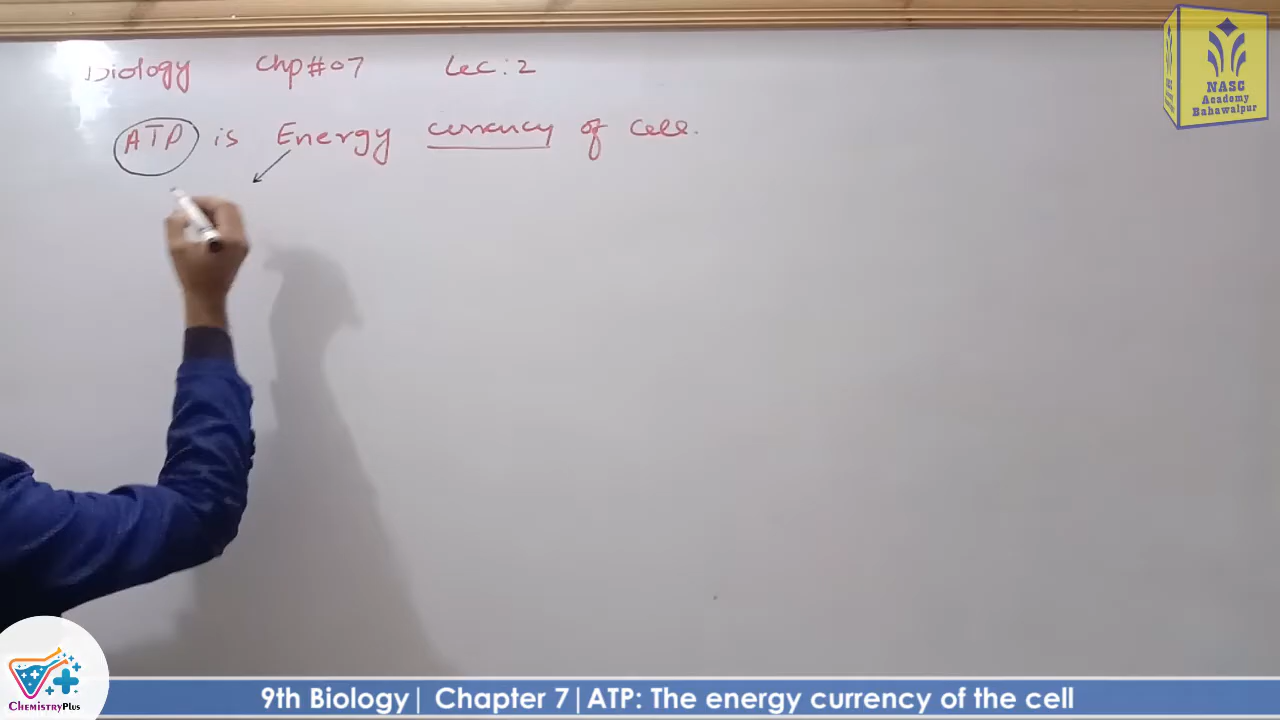 Biology Chp#07 Lec:2
ATP is Energy currency of Cell.
NASC
Academy
Bahawalpur
CHEMISTRYPLUS
9th Biology| Chapter 7|ATP: The energy currency of the cell